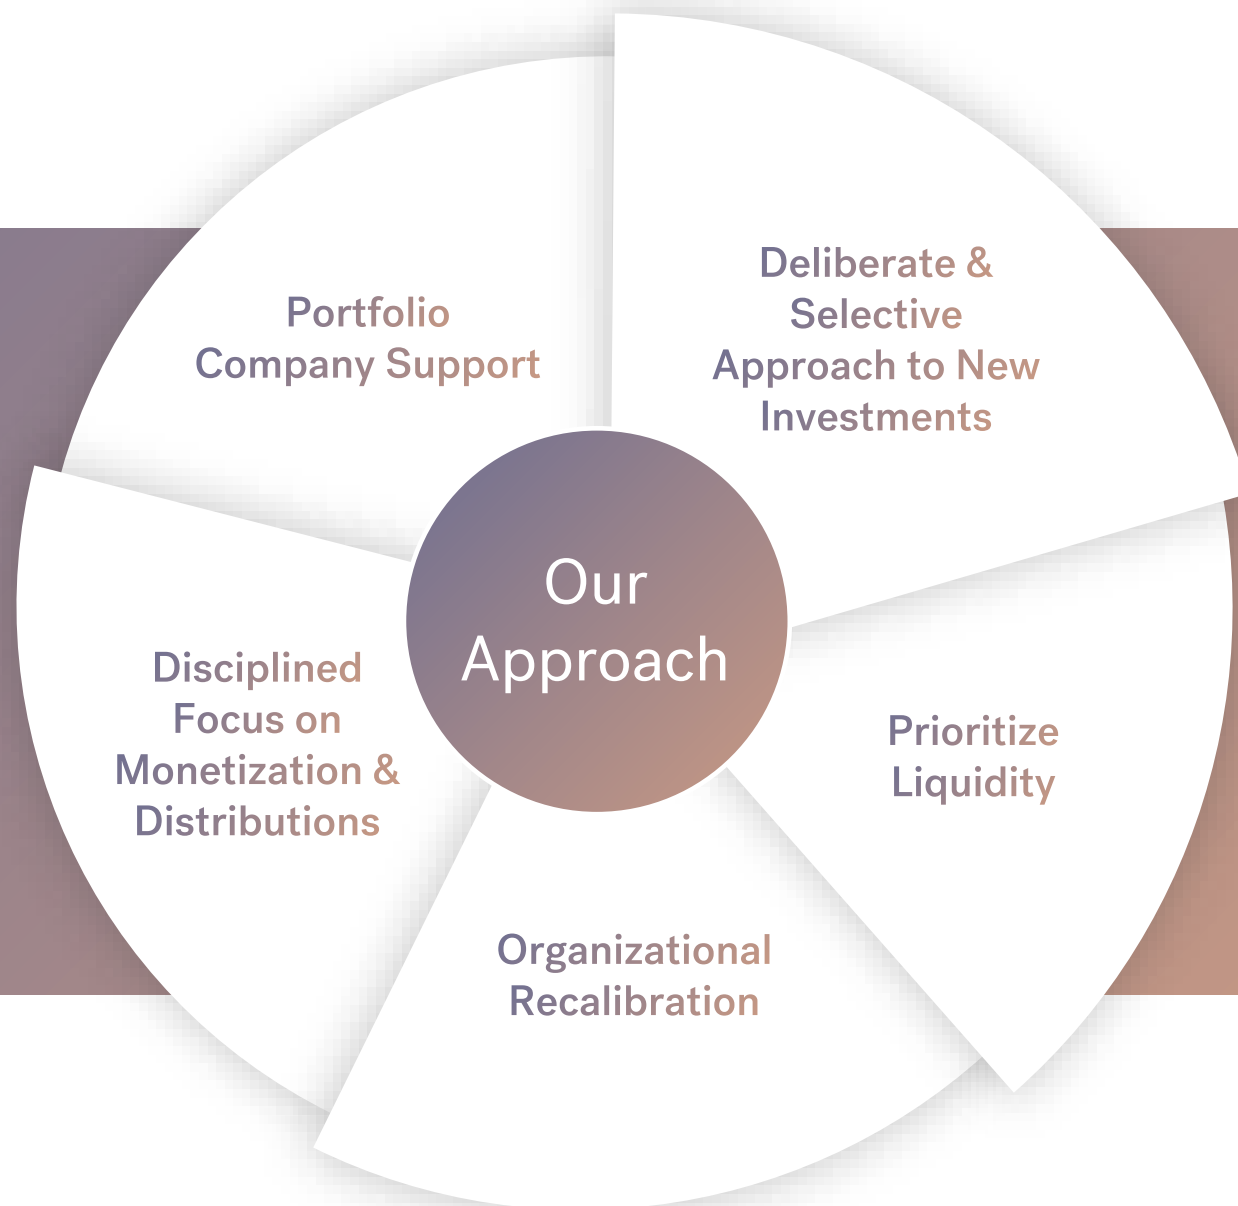 Our
Approach
Deliberate &
Selective
Approach to New
Investments
Prioritize
Liquidity
Organizational
Recalibration
Disciplined
Focus on
Monetization &
Distributions
Portfolio
Company Support